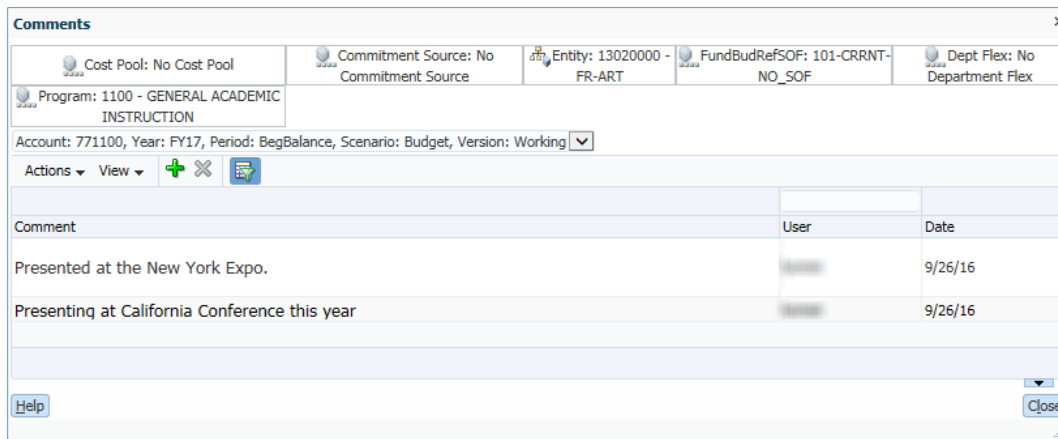 Comments
Cost Pool: No Cost Pool
Commitment Source: No
Commitment Source
Entity: 13020000 -
FR-ART
FundBudRefSOF: 101-CRRNT-
NO_SOF
Dept Flex: No
Department Flex
Program: 1100 - GENERAL ACADEMIC
INSTRUCTION
Account: 771100, Year: FY17, Period: BegBalance, Scenario: Budget, Version: Working
Actions View
Comment User Date
Presented at the New York Expo. 9/26/16
Presenting at California Conference this year 9/26/16
Help Close